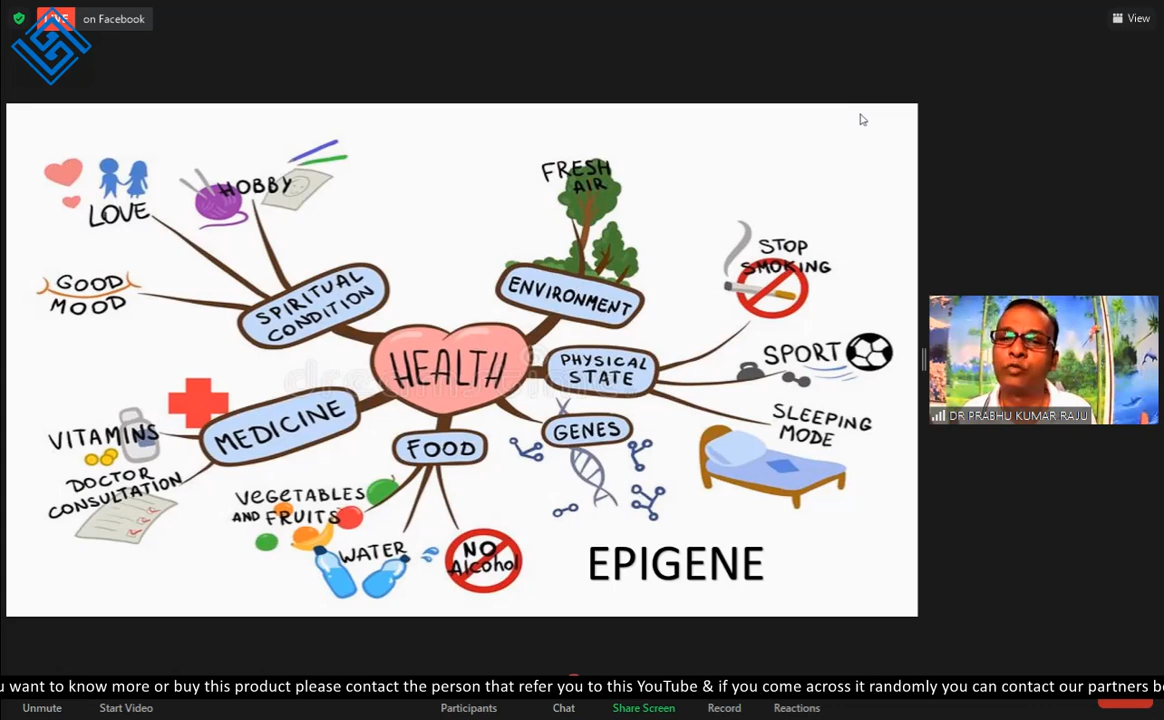 LIVE on Facebook
View
FRESH
AIR
HOBBY
LOVE
GOOD
MOOD
SPIRITUAL
CONDITION
ENVIRONMENT
STOP
SMOKING
HEALTH
PHYSICAL
STATE
SPORT
SLEEPING
MODE
MEDICINE
VITAMINS
DOCTOR
CONSULTATION
FOOD
GENES
VEGETABLES
AND FRUITS
WATER
NO
Alcohol
EPIGENE
DR PRABHU KUMAR RAJU
u want to know more or buy this product please contact the person that refer you to this YouTube & if you come across it randomly you can contact our partners be
Unmute
Start Video
Participants
Chat
Share Screen
Record
Reactions